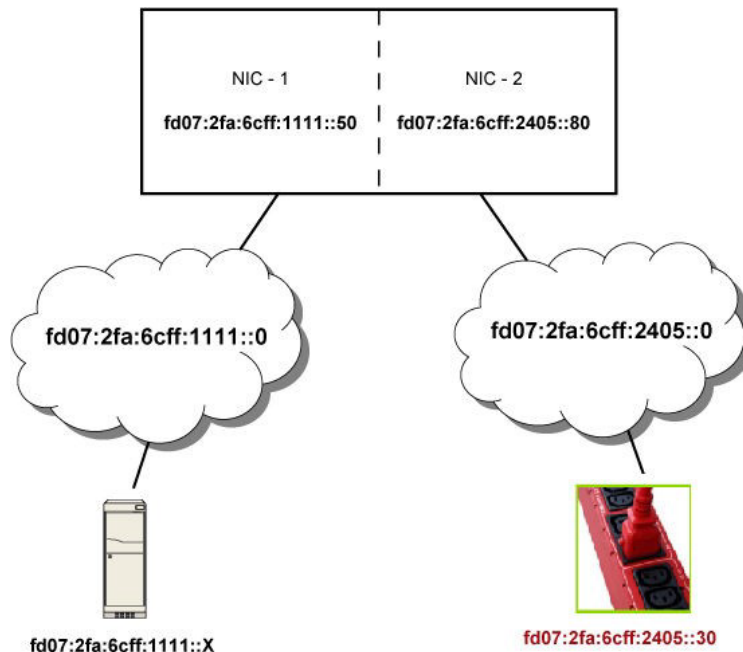 NIC - 1
NIC - 2
fd07:2fa:6cff:1111::50
fd07:2fa:6cff:2405::80
fd07:2fa:6cff:1111::0
fd07:2fa:6cff:2405::0
fd07:2fa:6cff:1111::X
fd07:2fa:6cff:2405::30